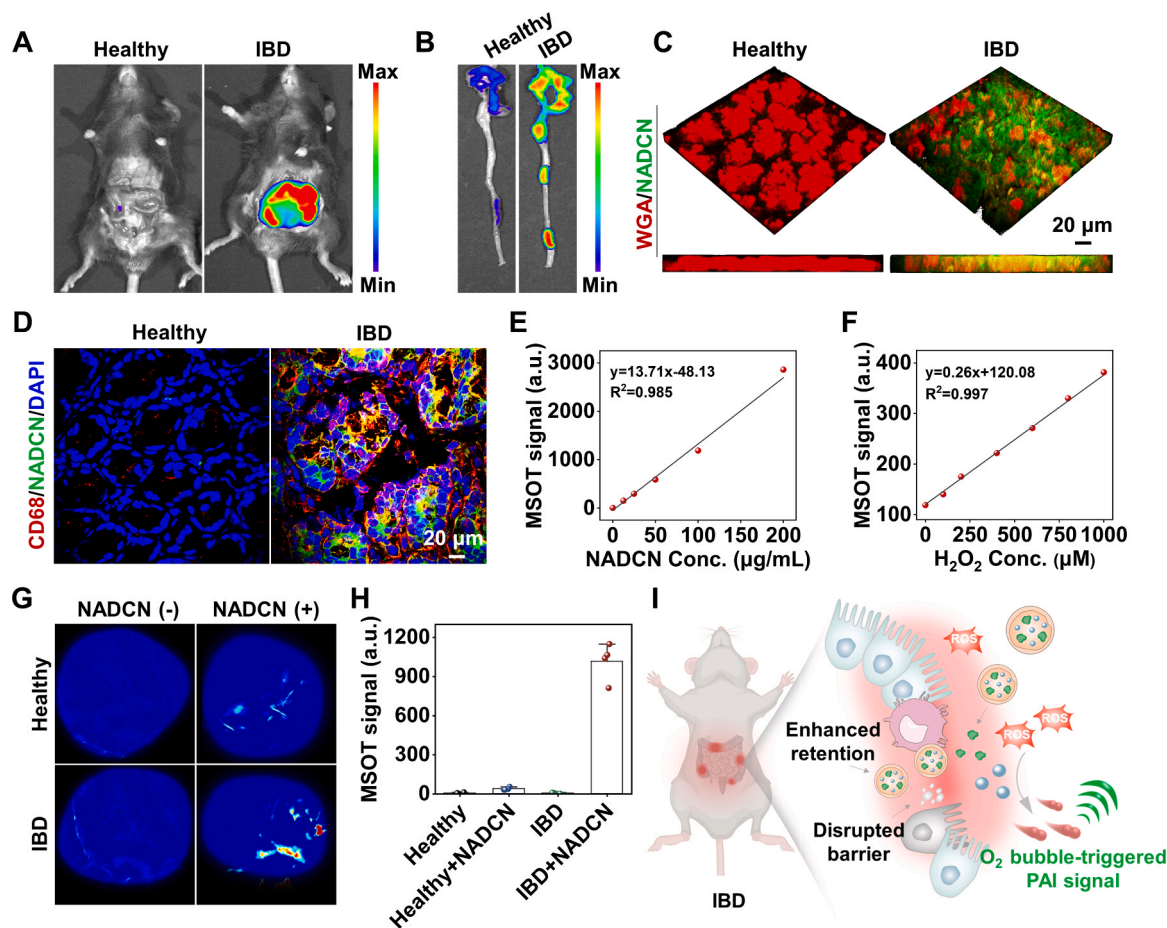 A
Healthy
IBD
Max
Min
B
Healthy
IBD
Max
Min
C
Healthy
IBD
WGA/NADCN
20 μm
D
Healthy
IBD
CD68/NADCN/DAPI
20 μm
E
MSOT signal (a.u.)
3000
2000
1000
0
y=13.71x-48.13
R²=0.985
0 50 100 150 200
NADCN Conc. (μg/mL)
F
MSOT signal (a.u.)
400
300
200
100
y=0.26x+120.08
R²=0.997
0 250 500 750 1000
H₂O₂ Conc. (μM)
G
NADCN (-)
NADCN (+)
Healthy
IBD
H
MSOT signal (a.u.)
1200
900
600
300
0
Healthy
Healthy+NADCN
IBD
IBD+NADCN
I
IBD
ROS
ROS
ROS
Enhanced
retention
Disrupted
barrier
O₂ bubble-triggered
PAI signal